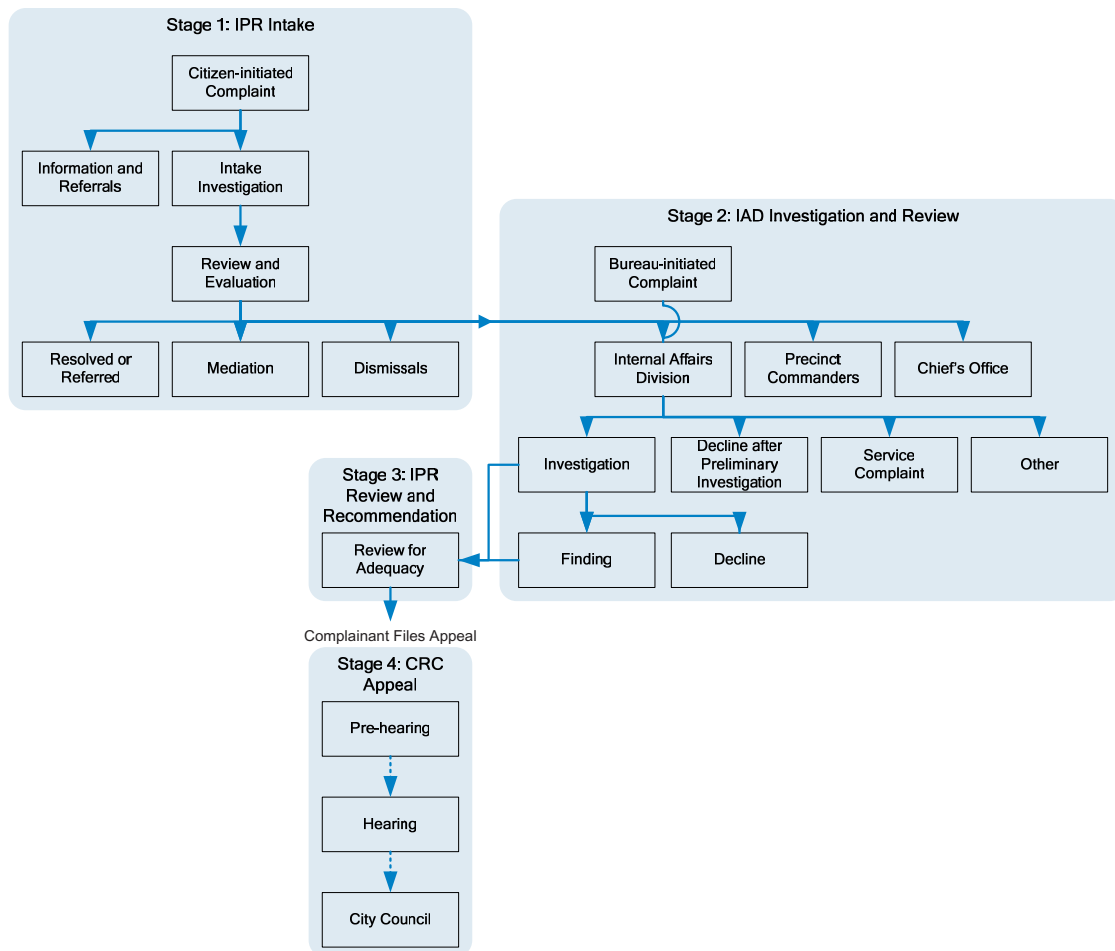 Stage 1: IPR Intake
Citizen-initiated
Complaint
Information and
Referrals
Intake
Investigation
Review and
Evaluation
Resolved or
Referred
Mediation
Dismissals
Stage 2: IAD Investigation and Review
Bureau-initiated
Complaint
Internal Affairs
Division
Precinct
Commanders
Chief's Office
Investigation
Decline after
Preliminary
Investigation
Service
Complaint
Other
Finding
Decline
Stage 3: IPR
Review and
Recommendation
Review for
Adequacy
Complainant Files Appeal
Stage 4: CRC
Appeal
Pre-hearing
Hearing
City Council